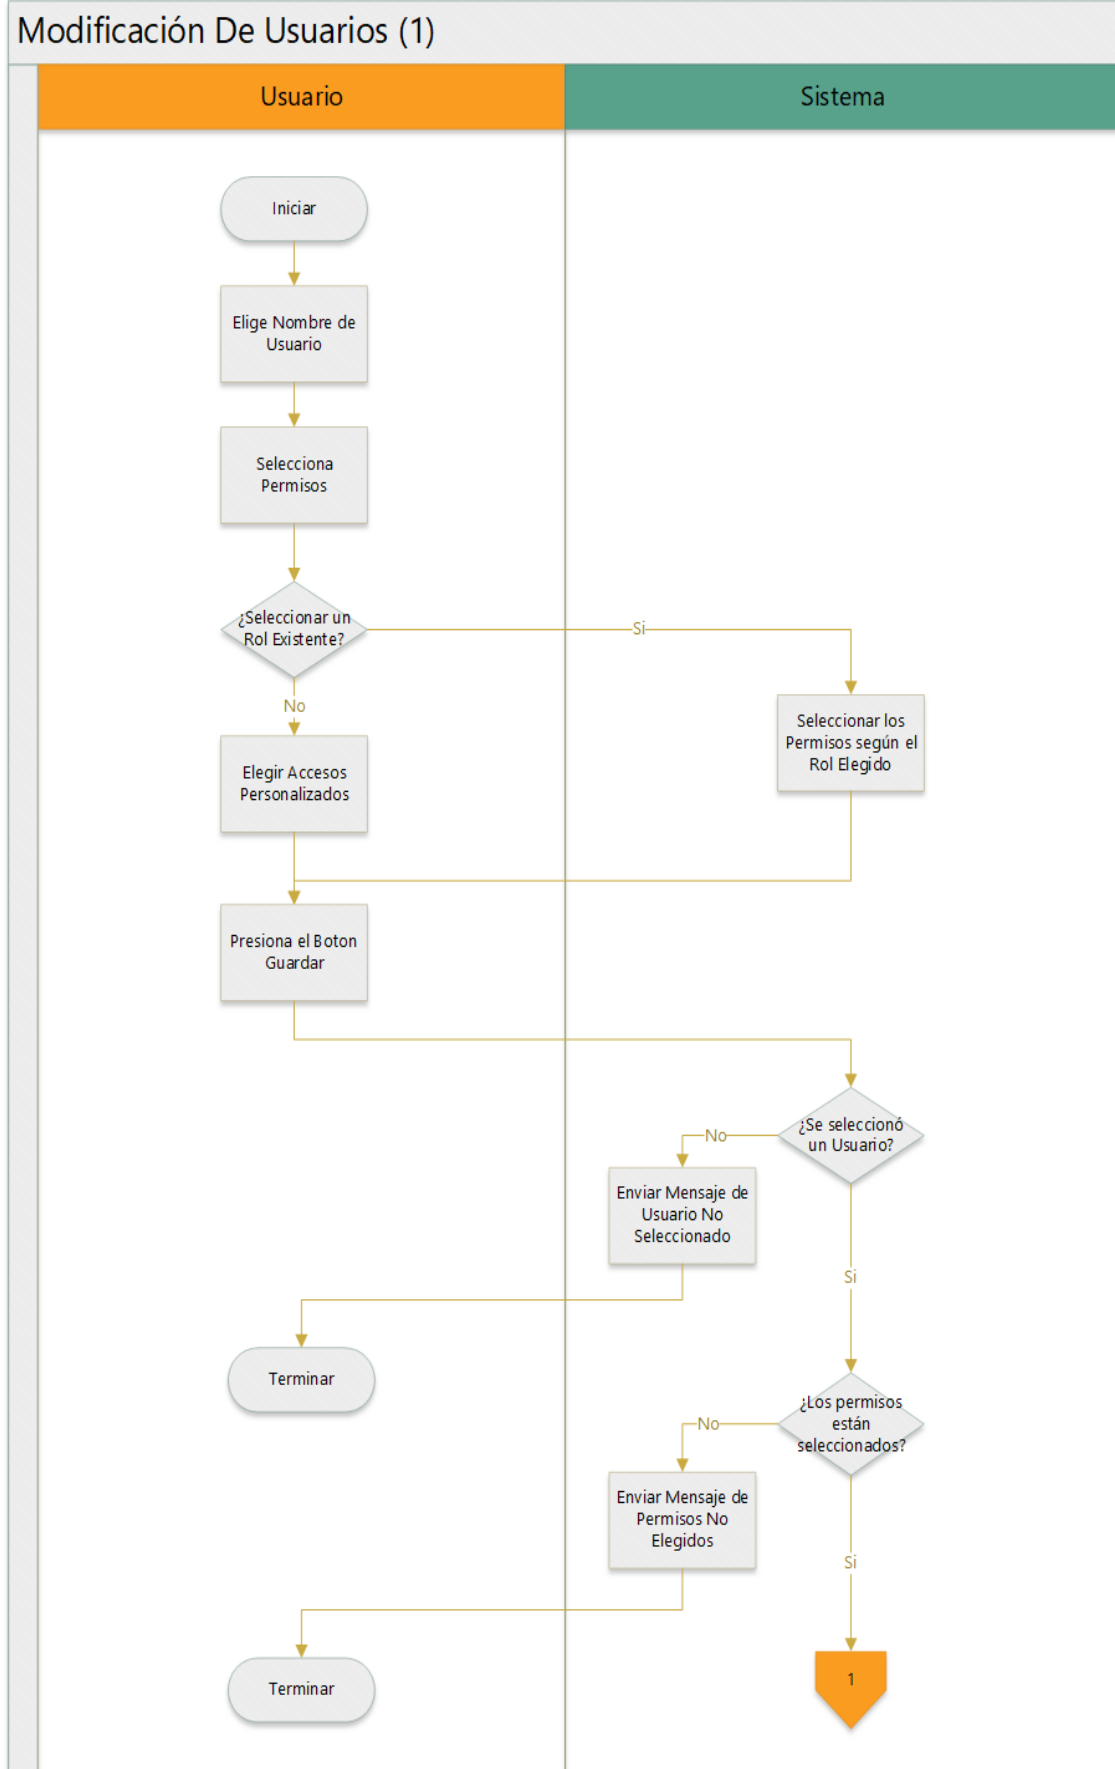 Modificación De Usuarios (1)
Usuario
Sistema
Iniciar
Elige Nombre de
Usuario
Selecciona
Permisos
¿Seleccionar un
Rol Existente?
Si
No
Seleccionar los
Permisos según el
Rol Elegido
Elegir Accesos
Personalizados
Presiona el Boton
Guardar
¿Se seleccionó
un Usuario?
No
Enviar Mensaje de
Usuario No
Seleccionado
Si
Terminar
¿Los permisos
están
seleccionados?
No
Enviar Mensaje de
Permisos No
Elegidos
Si
Terminar
1